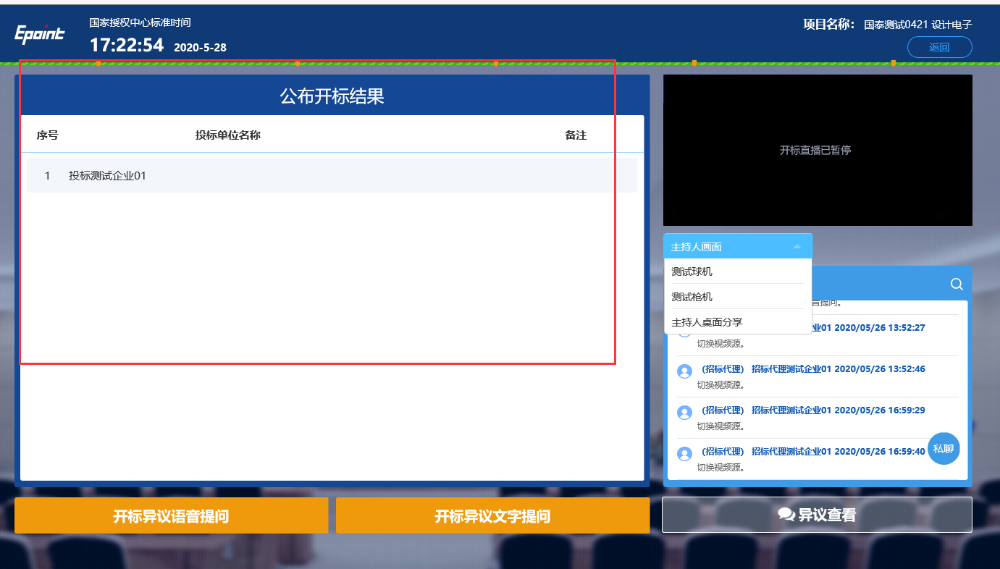 Epoint
国家授权中心标准时间
17:22:54 2020-5-28
项目名称： 国泰测试0421 设计电子
返回
公布开标结果
序号 投标单位名称 备注
1 投标测试企业01
开标直播已暂停
主持人画面
测试球机
测试枪机
主持人桌面分享
音提问。
业01 2020/05/26 13:52:27
切换视频源。
(招标代理) 招标代理测试企业01 2020/05/26 13:52:46
切换视频源。
(招标代理) 招标代理测试企业01 2020/05/26 16:59:29
切换视频源。
(招标代理) 招标代理测试企业01 2020/05/26 16:59:40
切换视频源。
私聊
开标异议语音提问
开标异议文字提问
异议查看